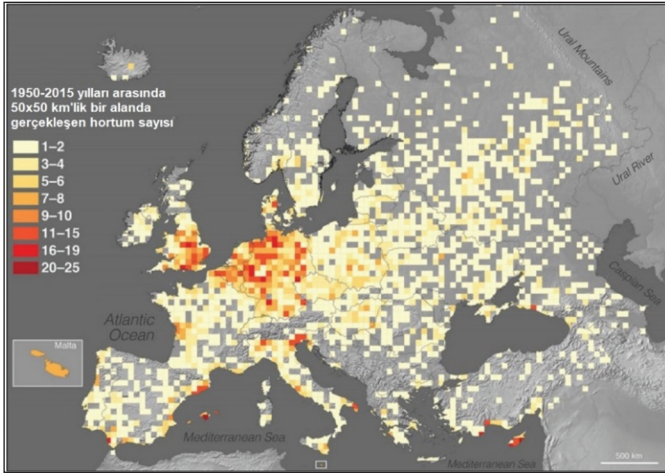 Ural Mountains
1950-2015 yılları arasında
50x50 km'lik bir alanda
gerçekleşen hortum sayısı
1–2
3–4
5–6
7–8
9–10
11–15
16–19
20–25
Ural River
Caspian Sea
Atlantic
Ocean
Malta
Black Sea
Mediterranean Sea
Mediterranean Sea
500 km